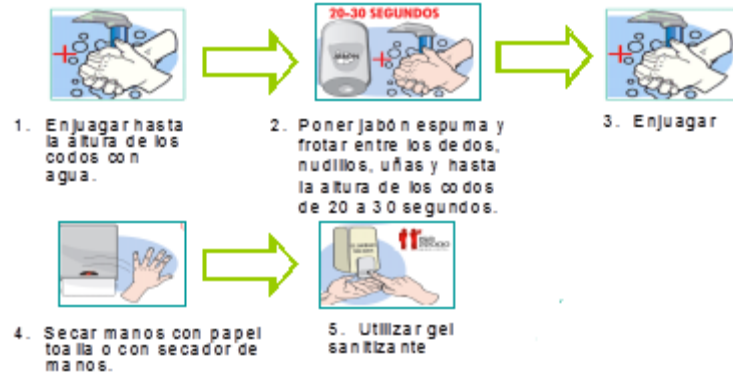 20-30 SEGUNDOS
JABON
1. Enjuagar hasta
la altura de los
codos con
agua.
2. Poner jabón espuma y
frotar entre los dedos,
nudillos, uñas y hasta
la altura de los codos
de 20 a 30 segundos.
3. Enjuagar
4. Secar manos con papel
toalla o con secador de
manos.
5. Utilizar gel
sanitizante